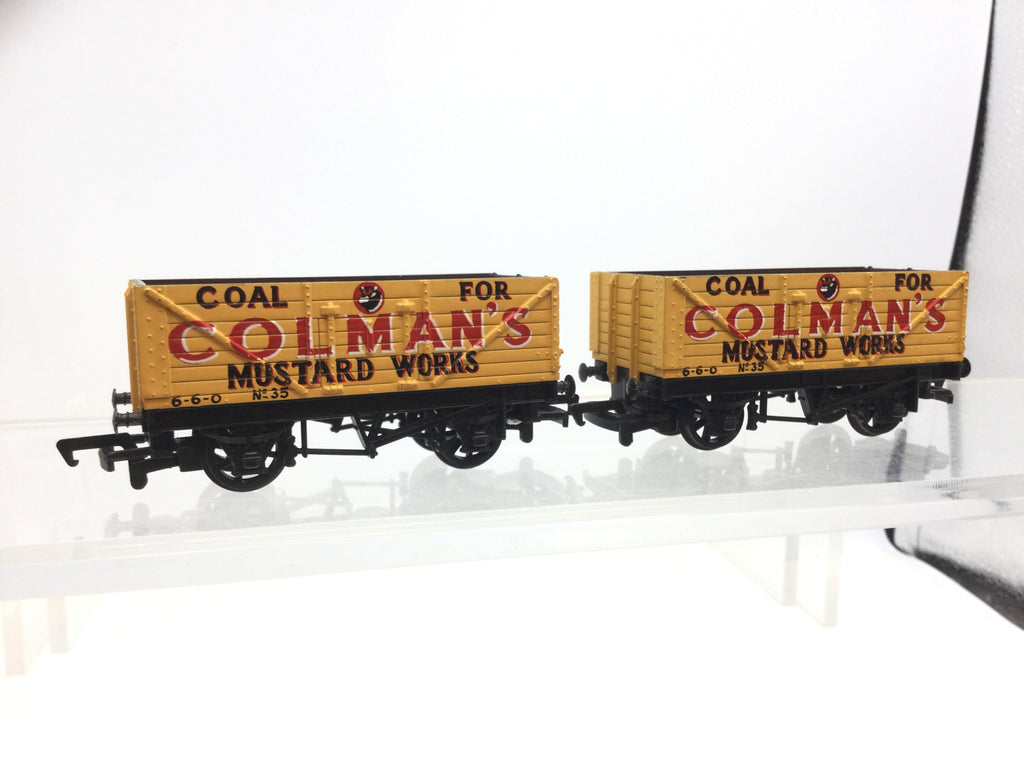 COAL FOR
COLMAN'S
MUSTARD WORKS
6-6-0 Nº 35
COAL FOR
COLMAN'S
MUSTARD WORKS
6-6-0 Nº 35